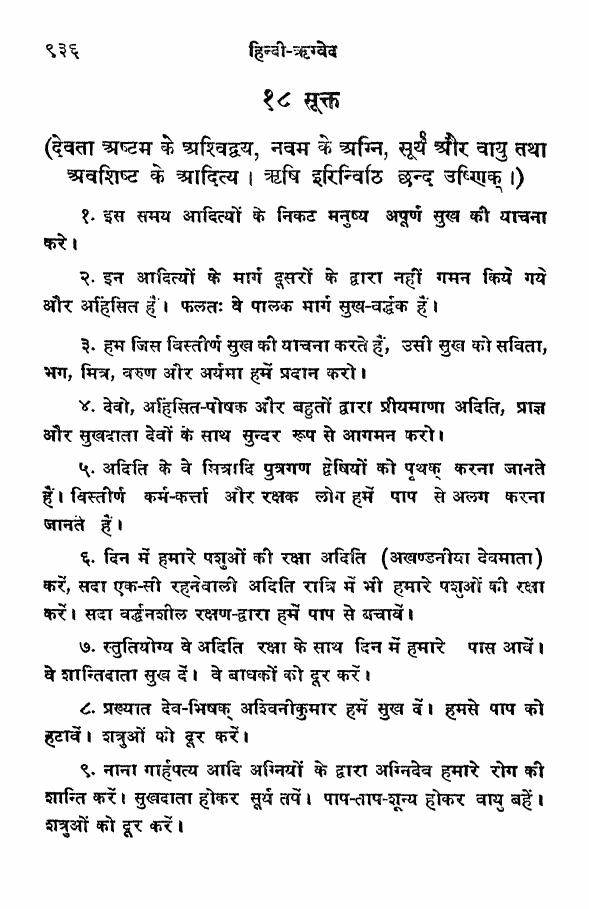 ९३६ हिन्दी-ऋग्वेद
१८ सूक्त
(देवता अष्टम के अश्विद्वय, नवम के अग्नि, सूर्य और वायु तथा
अवशिष्ट के आदित्य । ऋषि इरिन्विठि छन्द उष्णिक् ।)
१. इस समय आदित्यों के निकट मनुष्य अपूर्ण सुख की याचना
करे।
२. इन आदित्यों के मार्ग दूसरों के द्वारा नहीं गमन किये गये
और अहिंसित हैं। फलतः वे पालक मार्ग सुख-वर्द्धक हैं।
३. हम जिस विस्तीर्ण सुख की याचना करते हैं, उसी सुख को सविता,
भग, मित्र, वरुण और अर्यमा हमें प्रदान करो।
४. देवो, अहिंसित-पोषक और बहुतों द्वारा प्रीयमाणा अदिति, प्राज्ञ
और सुखदाता देवों के साथ सुन्दर रूप से आगमन करो।
५. अदिति के वे मित्रादि पुत्रगण द्वेषियों को पृथक् करना जानते
हैं। विस्तीर्ण कर्म-कर्त्ता और रक्षक लोग हमें पाप से अलग करना
जानते हैं।
६. दिन में हमारे पशुओं की रक्षा अदिति (अखण्डनीया देवमाता)
करें, सदा एक-सी रहनेवाली अदिति रात्रि में भी हमारे पशुओं की रक्षा
करें। सदा वर्द्धनशील रक्षण-द्वारा हमें पाप से बचावें।
७. स्तुतियोग्य वे अदिति रक्षा के साथ दिन में हमारे पास आवें।
वे शान्तिदाता सुख दें। वे बाधकों को दूर करें।
८. प्रख्यात देव-भिषक् अश्विनीकुमार हमें सुख दें। हमसे पाप को
हटावें। शत्रुओं को दूर करें।
९. नाना गार्हपत्य आदि अग्नियों के द्वारा अग्निदेव हमारे रोग की
शान्ति करें। सुखदाता होकर सूर्य तपें। पाप-ताप-शून्य होकर वायु बहें।
शत्रुओं को दूर करें।